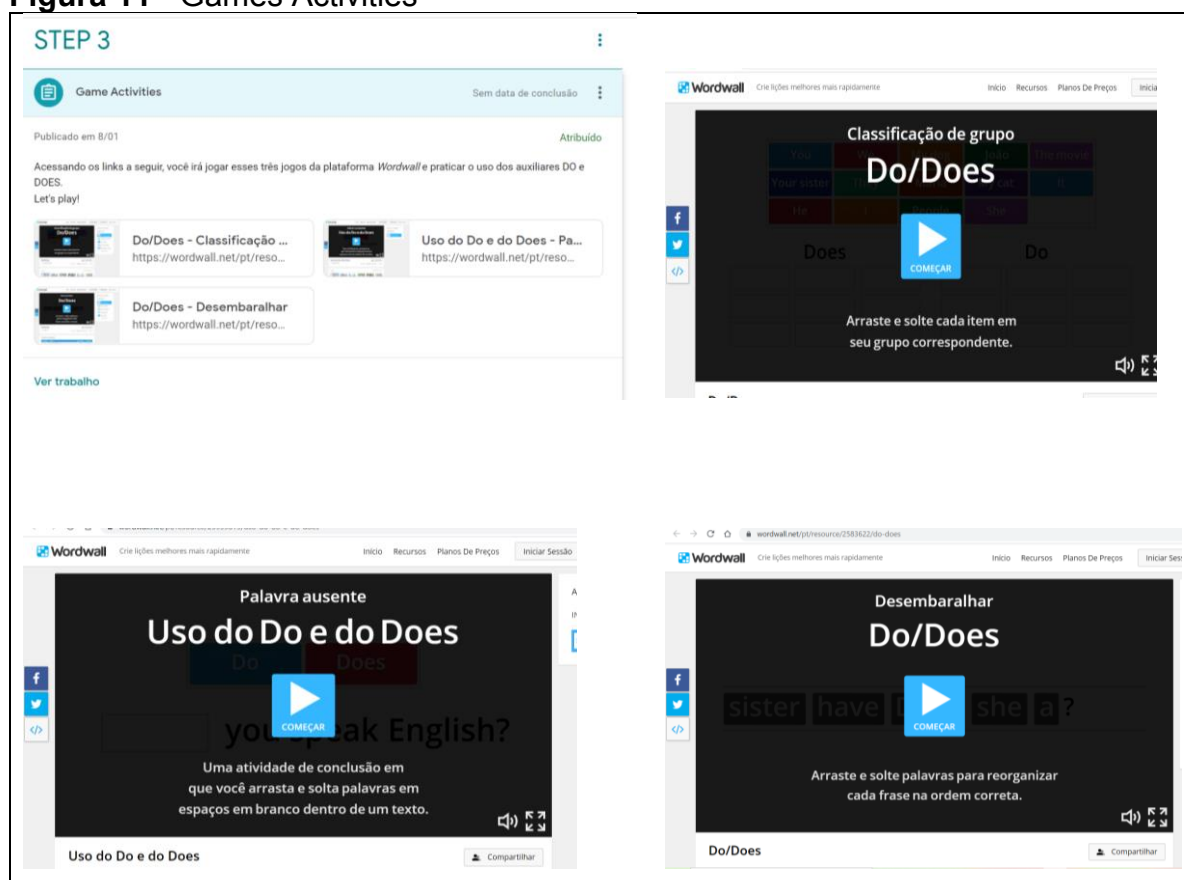 Figura 11 - Games Activities
STEP 3
Game Activities
Sem data de conclusão
Publicado em 8/01
Atribuído
Acessando os links a seguir, você irá jogar esses três jogos da plataforma Wordwall e praticar o uso dos auxiliares DO e
DOES.
Let's play!
Do/Does - Classificação ...
https://wordwall.net/pt/reso...
Uso do Do e do Does - Pa...
https://wordwall.net/pt/reso...
Do/Does - Desembaralhar
https://wordwall.net/pt/reso...
Ver trabalho
Wordwall Crie lições melhores mais rapidamente Início Recursos Planos De Preços
Classificação de grupo
Do/Does
The movie
Your sister
It
He
She
Does Do
COMEÇAR
Arraste e solte cada item em
seu grupo correspondente.
Wordwall Crie lições melhores mais rapidamente Início Recursos Planos De Preços Iniciar Sessão
Palavra ausente
Uso do Do e do Does
Do Does
you speak English?
COMEÇAR
Uma atividade de conclusão em
que você arrasta e solta palavras em
espaços em branco dentro de um texto.
Uso do Do e do Does
Compartilhar
wordwall.net/pt/resource/2583622/do-does
Wordwall Crie lições melhores mais rapidamente Início Recursos Planos De Preços Iniciar Ses
Desembaralhar
Do/Does
sister have she a ?
COMEÇAR
Arraste e solte palavras para reorganizar
cada frase na ordem correta.
Do/Does
Compartilhar